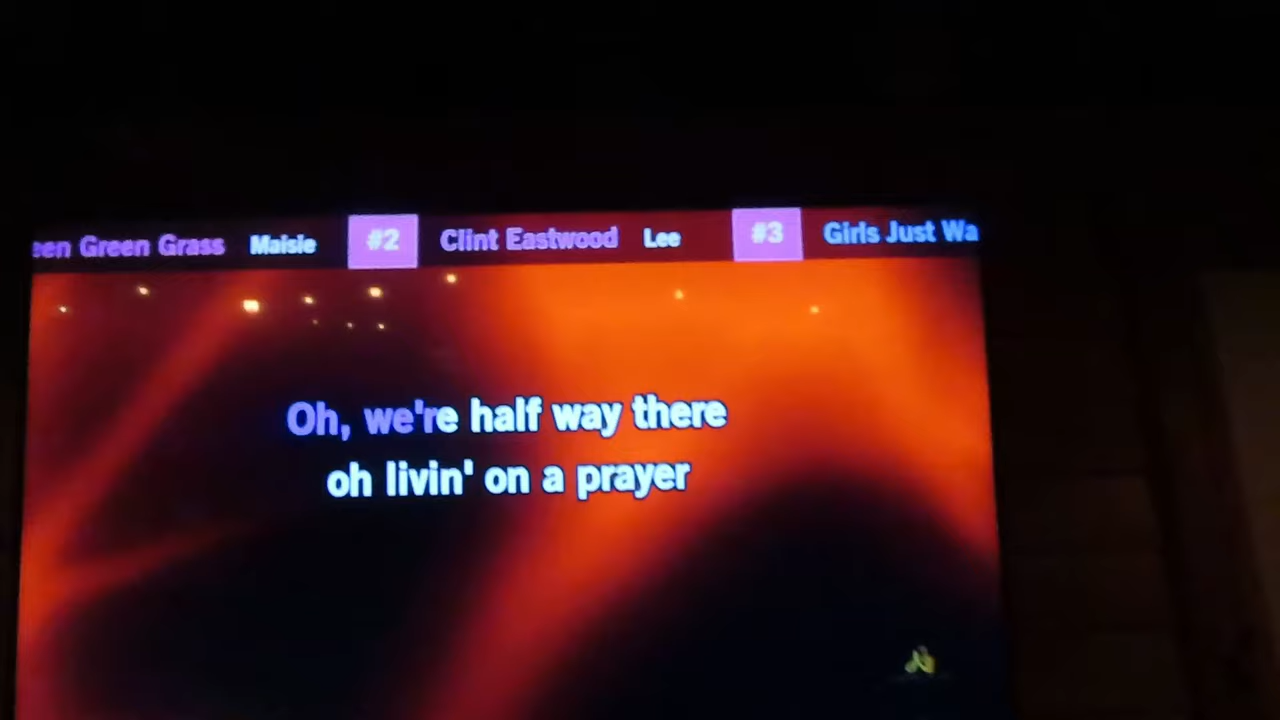 een Green Grass Maisie #2 Clint Eastwood Lee #3 Girls Just Wa
Oh, we're half way there
oh livin' on a prayer